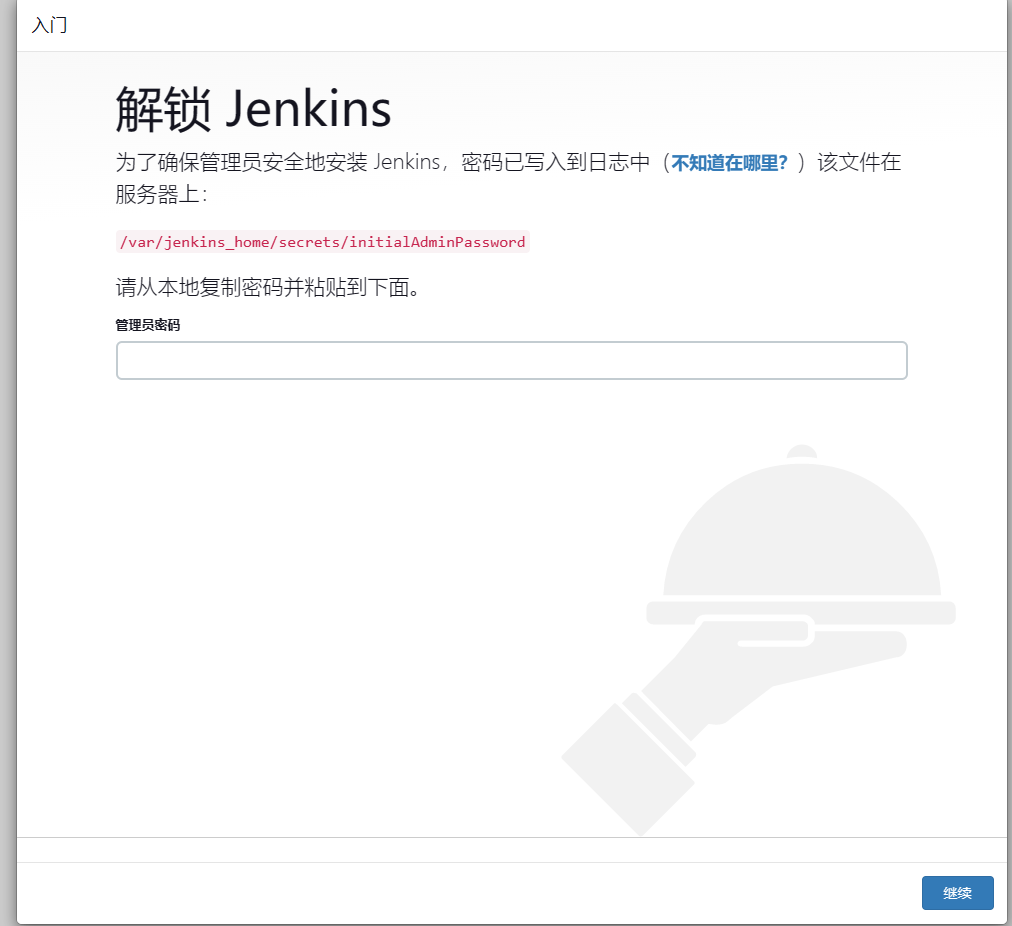 入门
解锁 Jenkins
为了确保管理员安全地安装 Jenkins，密码已写入到日志中（不知道在哪里？）该文件在
服务器上：
/var/jenkins_home/secrets/initialAdminPassword
请从本地复制密码并粘贴到下面。
管理员密码
继续